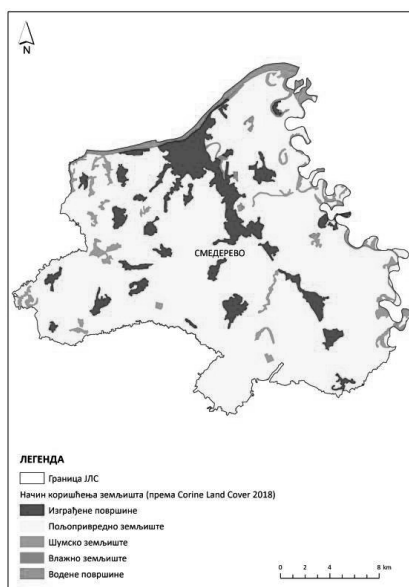 N
СМЕДЕРЕВО
ЛЕГЕНДА
Граница ЈЛС
Начин коришћења земљишта (према Corine Land Cover 2018)
Изграђене површине
Пољопривредно земљиште
Шумско земљиште
Влажно земљиште
Водене површине
0 2 4 8 km